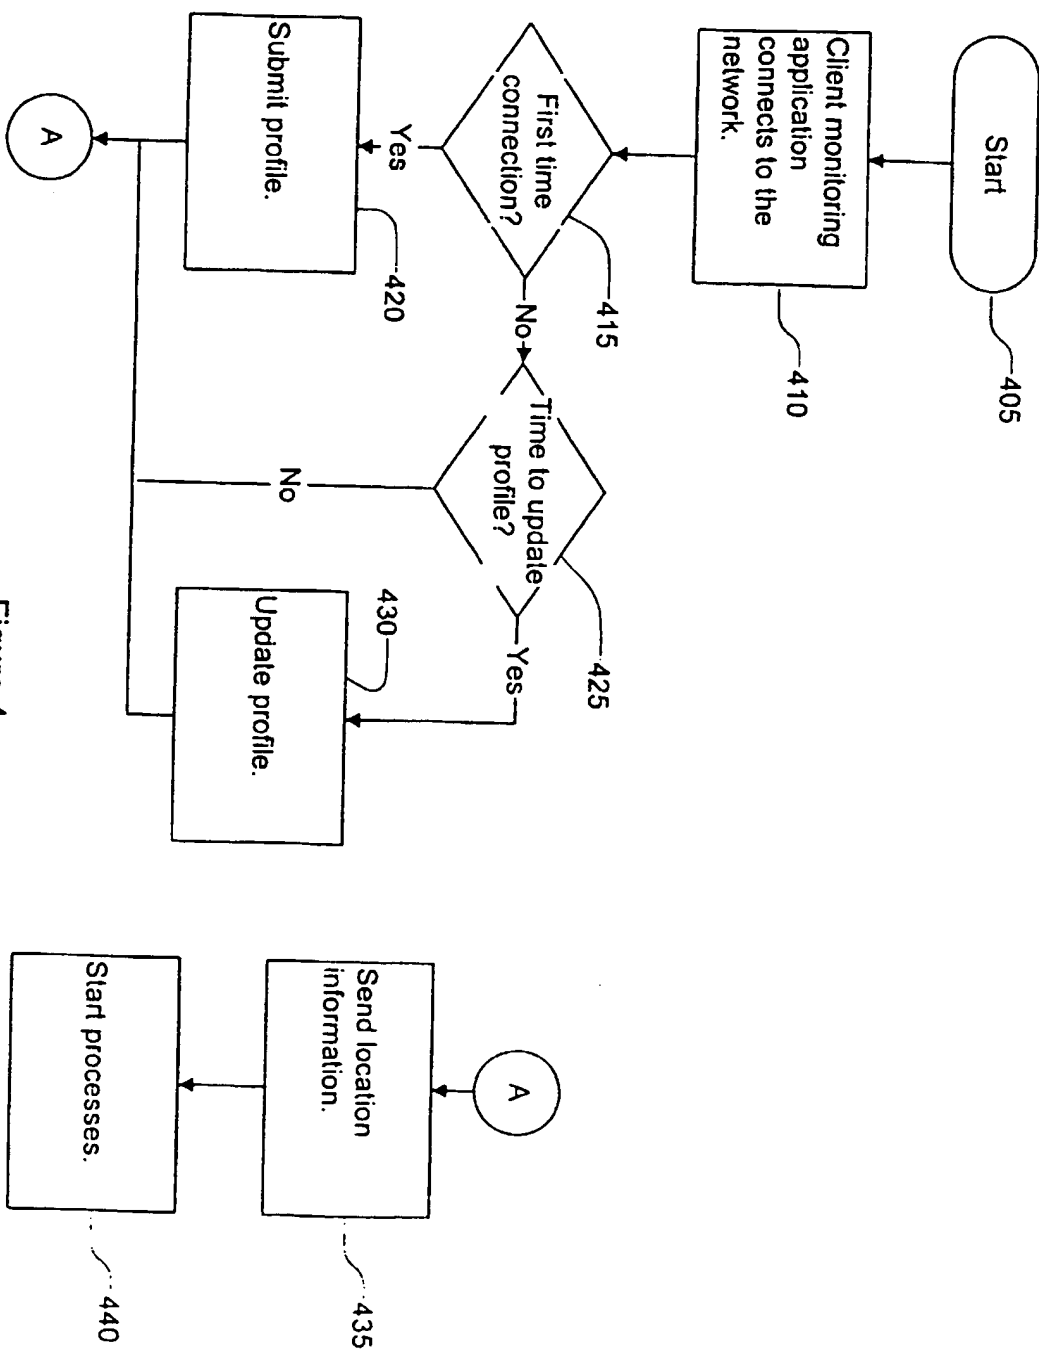 Start
405
Client monitoring
application
connects to the
network.
410
First time
connection?
415
Yes
No
Submit profile.
420
Time to update
profile?
425
No
Yes
430
Update profile.
A
A
Send location
information.
435
Start processes.
440